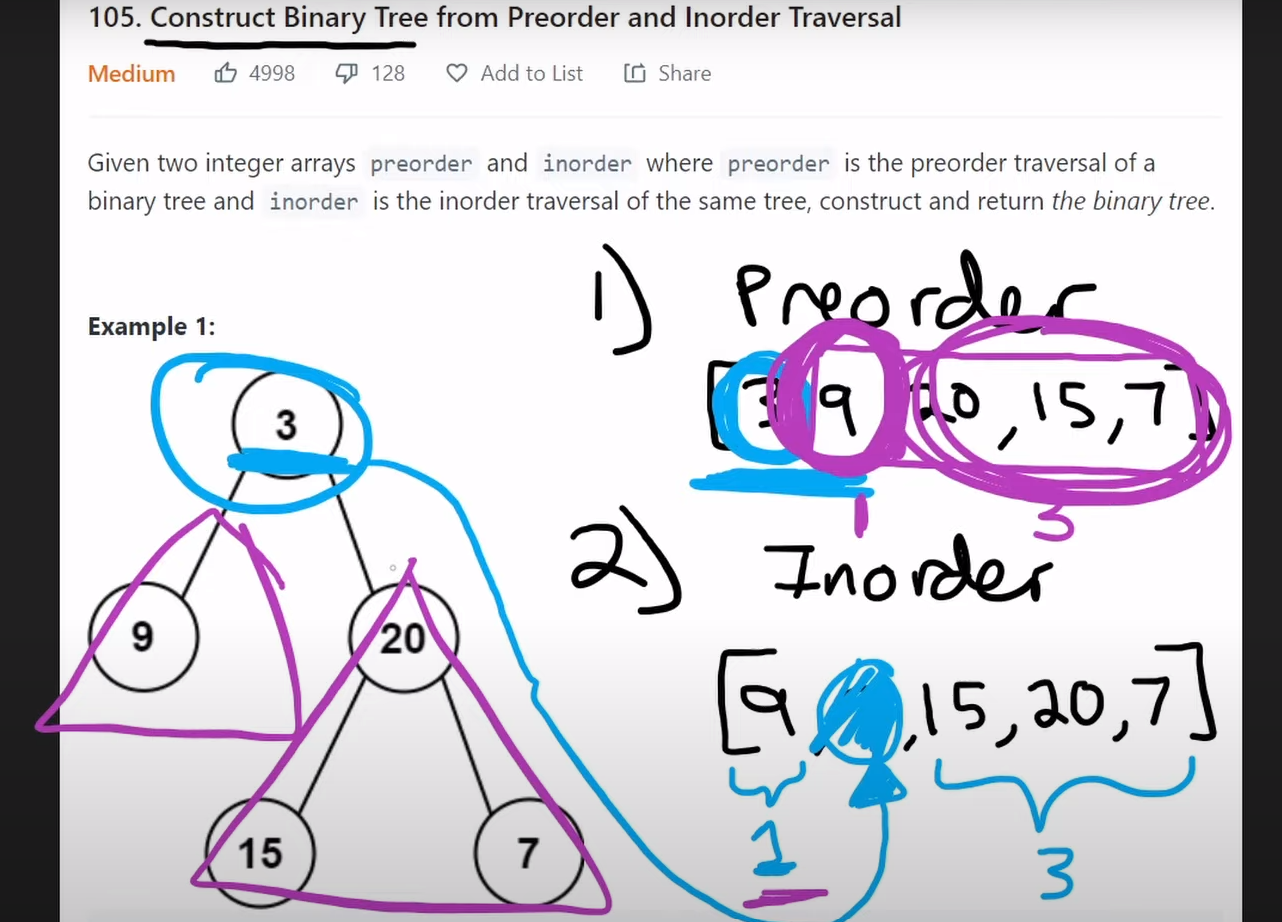 105. Construct Binary Tree from Preorder and Inorder Traversal
Medium 4998 128 Add to List Share
Given two integer arrays preorder and inorder where preorder is the preorder traversal of a
binary tree and inorder is the inorder traversal of the same tree, construct and return the binary tree.
Example 1:
1) Preorder
[3 9 20,15,7]
1 3
2) Inorder
[9, ,15,20,7]
1 3
3
9 20
15 7